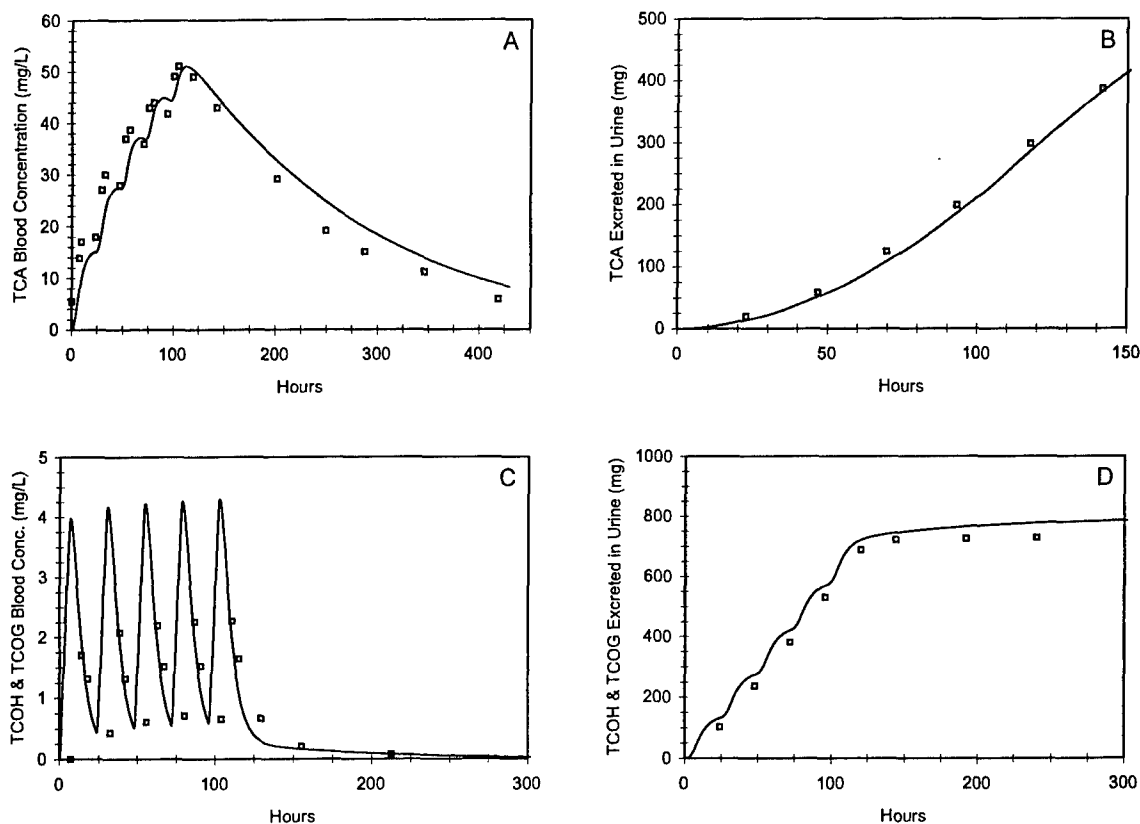 A
TCA Blood Concentration (mg/L)
60
50
40
30
20
10
0
0 100 200 300 400
Hours
B
TCA Excreted in Urine (mg)
500
400
300
200
100
0
0 50 100 150
Hours
C
TCOH & TCOG Blood Conc. (mg/L)
5
4
3
2
1
0
0 100 200 300
Hours
D
TCOH & TCOG Excreted in Urine (mg)
1000
800
600
400
200
0
0 100 200 300
Hours